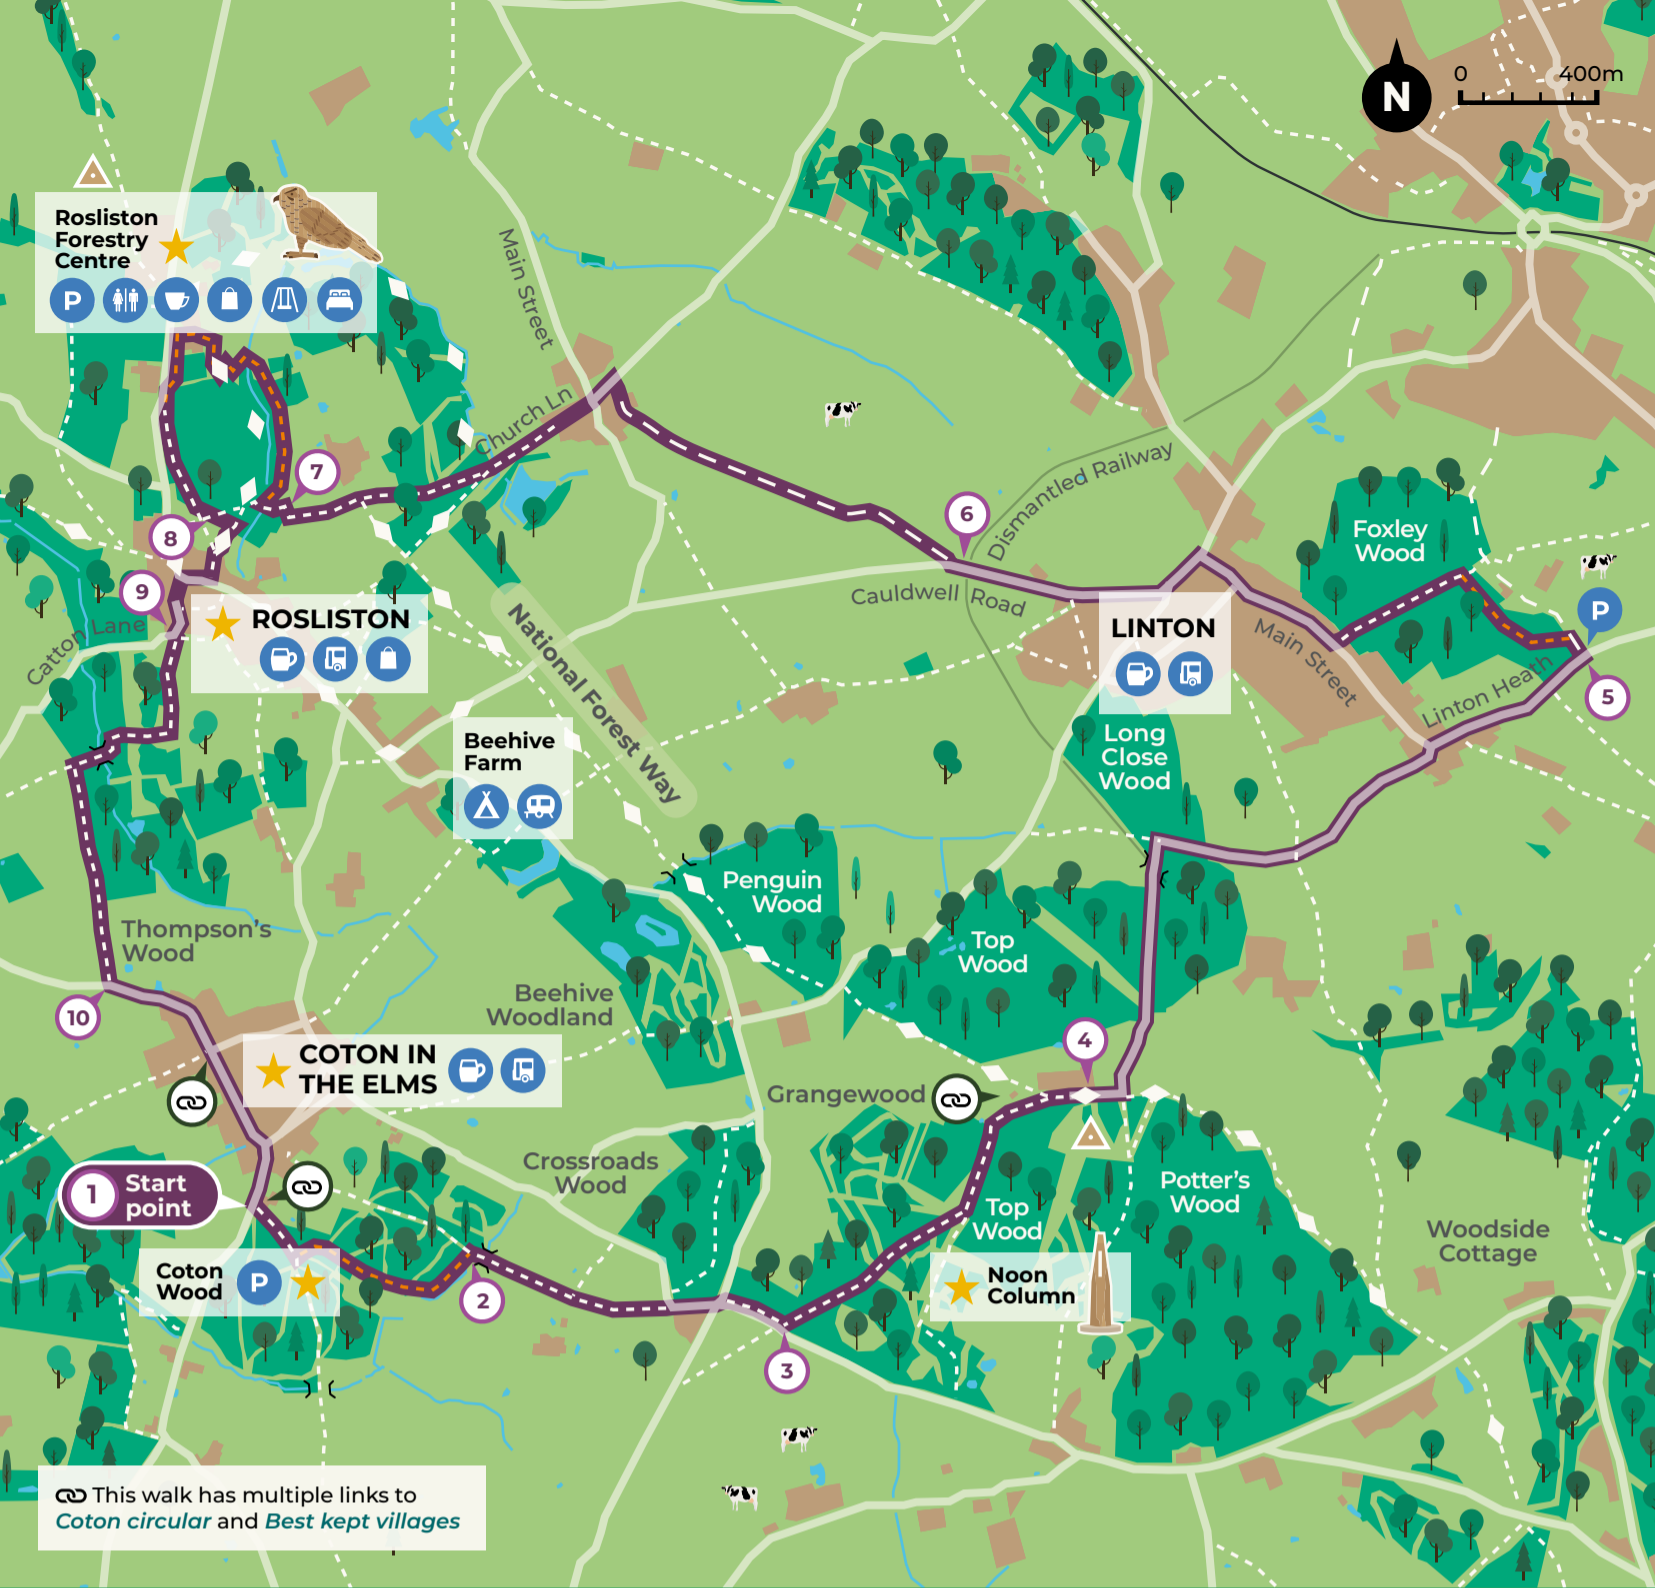 N
0 400m
Rosliston
Forestry
Centre
P
Main Street
Church Ln
7
8
9
6
Dismantled Railway
Cauldwell Road
Foxley
Wood
P
5
LINTON
Main Street
Linton Heath
Catton Lane
ROSLISTON
National Forest Way
Beehive
Farm
Long
Close
Wood
Penguin
Wood
Top
Wood
Thompson's
Wood
10
Beehive
Woodland
COTON IN
THE ELMS
4
Grangewood
1 Start
point
Crossroads
Wood
Potter's
Wood
Top
Wood
Woodside
Cottage
Coton
Wood
P
2
Noon
Column
3
This walk has multiple links to
Coton circular and Best kept villages